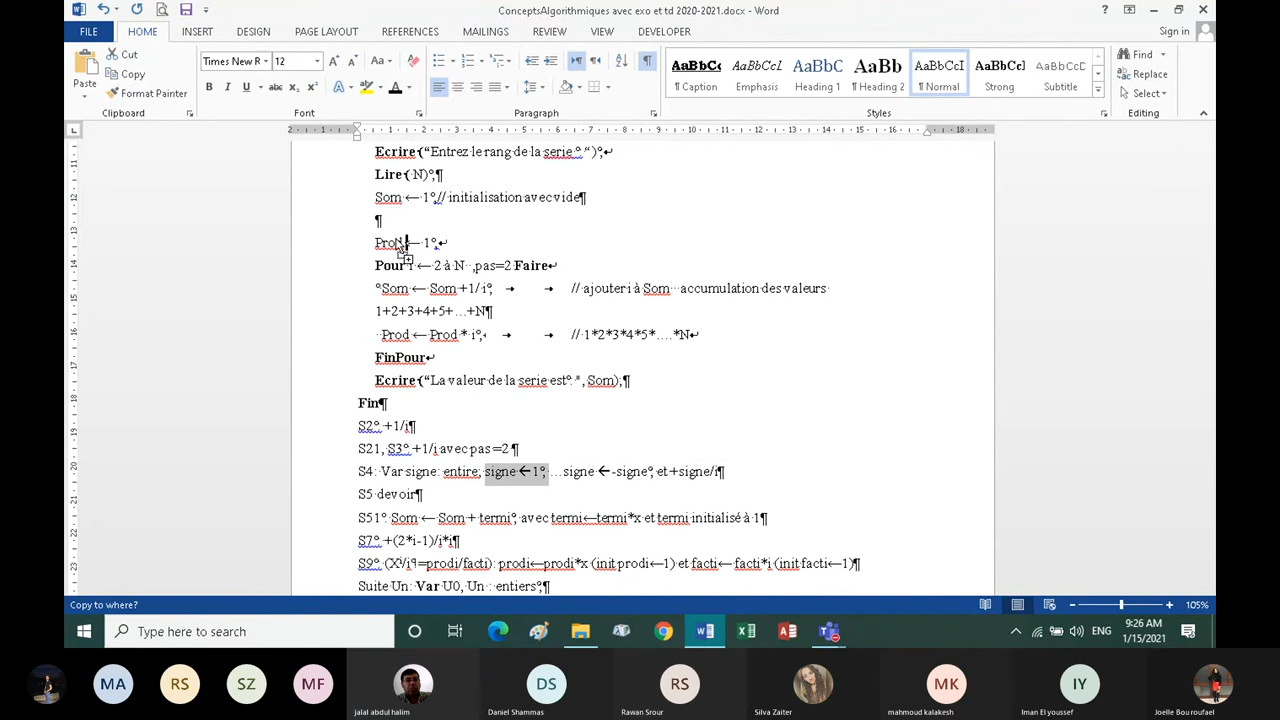 ConceptsAlgorithmiques avec exo et td 2020-2021.docx - Word
FILE HOME INSERT DESIGN PAGE LAYOUT REFERENCES MAILINGS REVIEW VIEW DEVELOPER Sign in
Cut
Copy
Format Painter
Paste
Times New R 12
AaBbCc AaBbCcL AaBbCc AaBb AaBbCcI AaBbCcl AaBbCcI
¶ Caption Emphasis Heading 1 ¶ Heading 2 ¶ Normal Strong Subtitle
Find
Replace
Select
Clipboard Font Paragraph Styles Editing
Ecrire (“Entrez le rang de la serie : “) ;
Lire ( N) ;¶
Som ← 1 ;// initialisation avec vide¶
¶
Prod ← 1 ;
Pour i ← 2 à N ,pas=2 Faire
Som ← Som +1/ i ; // ajouter i à Som accumulation des valeurs
1+2+3+4+5+…+N¶
Prod ← Prod * i ; // 1*2*3*4*5*….*N
FinPour
Ecrire (“La valeur de la serie est : “, Som);¶
Fin¶
S2 : +1/i¶
S21, S3 : +1/i avec pas =2¶
S4: Var signe: entire; signe ← 1 ; …signe ← -signe ; et +signe/i¶
S5 devoir¶
S51 : Som ← Som + termi ; avec termi←termi*x et termi initialisé à 1¶
S7 : +(2*i-1)/i*i¶
S9 : (Xⁱ/i !=prodi/facti) : prodi←prodi*x (init prodi←1) et facti← facti*i (init facti←1)¶
Suite Un : Var U0, Un : entiers ;¶
Copy to where? 105%
Type here to search
ENG
9:26 AM
1/15/2021
MA RS SZ MF DS RS MK IY
jalal abdul halim Daniel Shammas Rawan Srour Silva Zaiter mahmoud kalakesh Iman El youssef Joelle Bou roufael